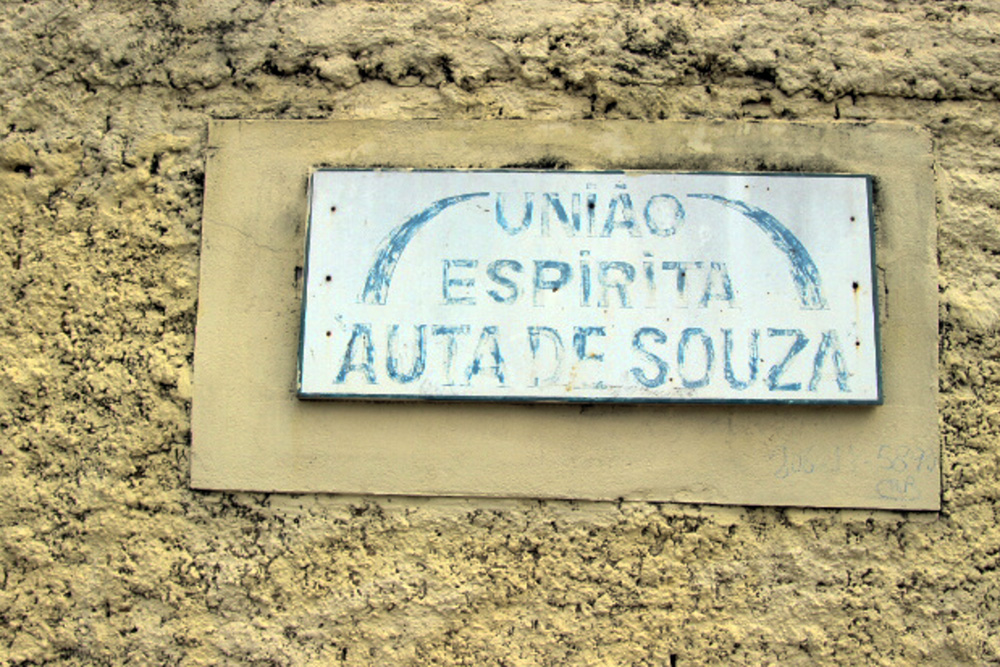 UNIÃO
ESPÍRITA
AUTA DE SOUZA